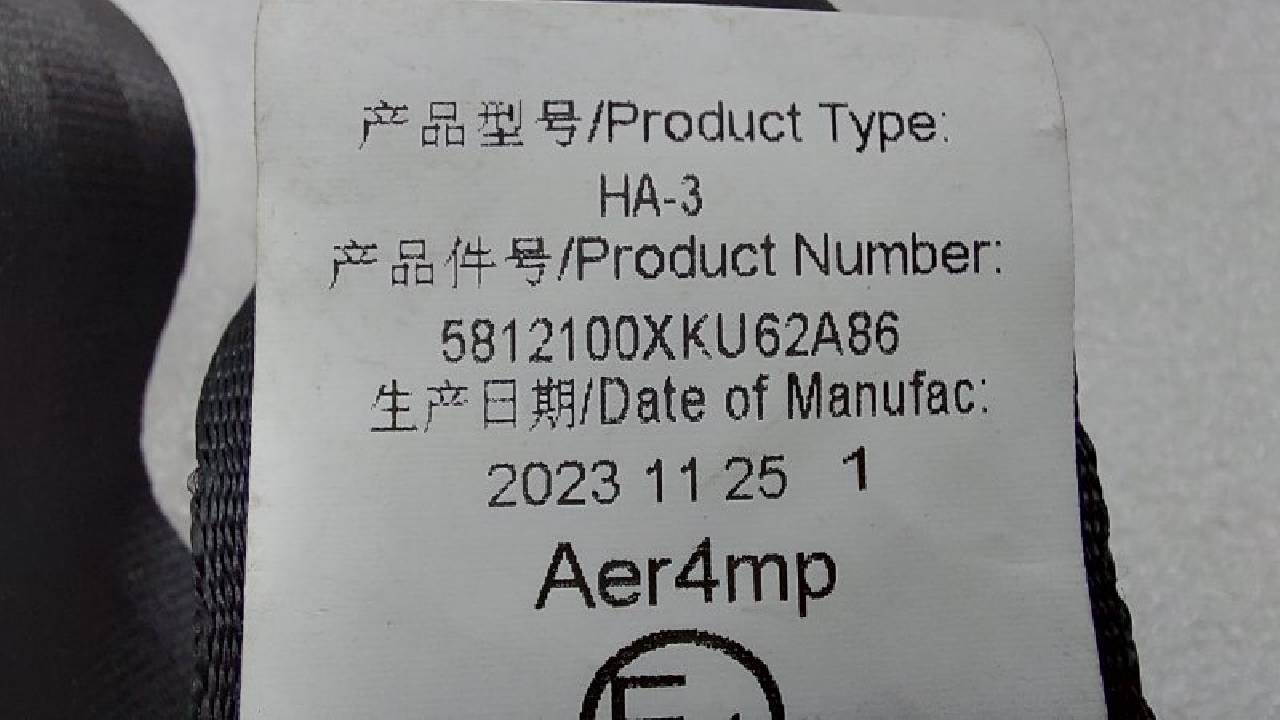 产品型号/Product Type:
HA-3
产品件号/Product Number:
5812100XKU62A86
生产日期/Date of Manufac:
2023 11 25 1
Aer4mp
E